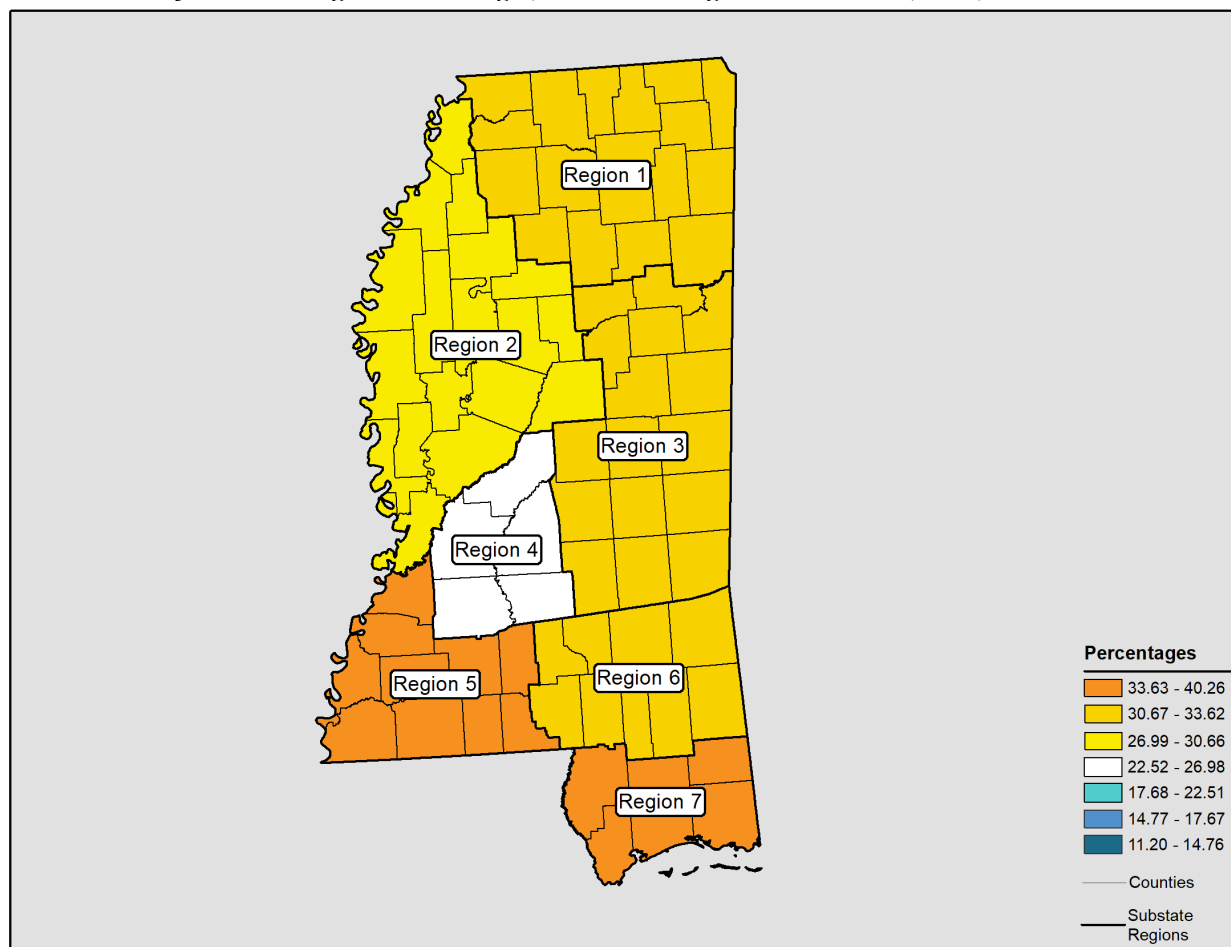 Region 1
Region 2
Region 3
Region 4
Region 5
Region 6
Region 7
Percentages
33.63 - 40.26
30.67 - 33.62
26.99 - 30.66
22.52 - 26.98
17.68 - 22.51
14.77 - 17.67
11.20 - 14.76
Counties
Substate
Regions